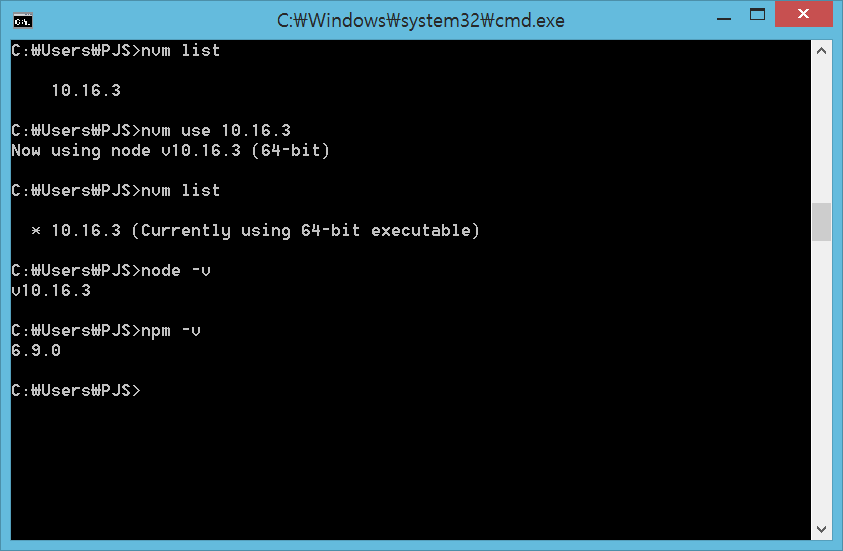 C:₩Windows₩system32₩cmd.exe
C:₩Users₩PJS>nvm list
10.16.3
C:₩Users₩PJS>nvm use 10.16.3
Now using node v10.16.3 (64-bit)
C:₩Users₩PJS>nvm list
* 10.16.3 (Currently using 64-bit executable)
C:₩Users₩PJS>node -v
v10.16.3
C:₩Users₩PJS>npm -v
6.9.0
C:₩Users₩PJS>